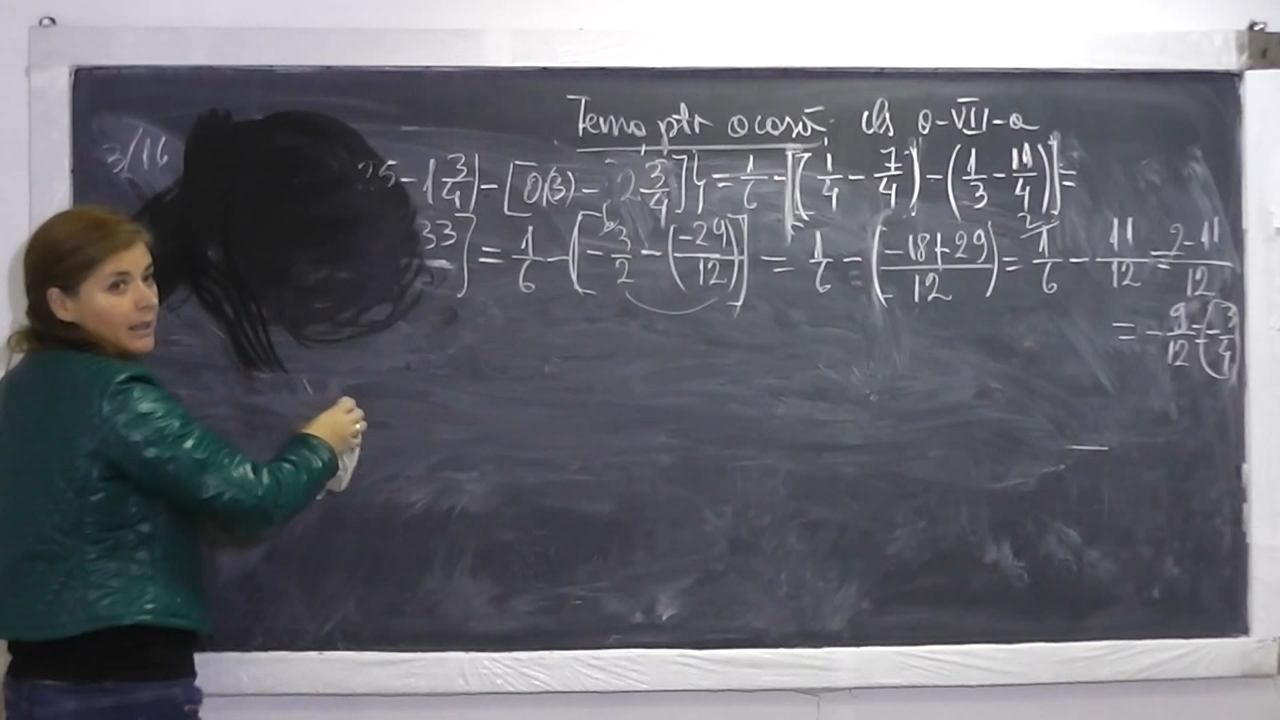 Temă ptr acasă cls a-VII-a
3/16 25-1 3/4)-[0,(3)-2 3/4]}=1/6-[(1/4-7/4)-(1/3-11/4)]=
33]=1/6-[-3/2-(-29/12)]=1/6-(-18+29/12)=1/6-11/12=2-11/12
=-9/12=-3/4